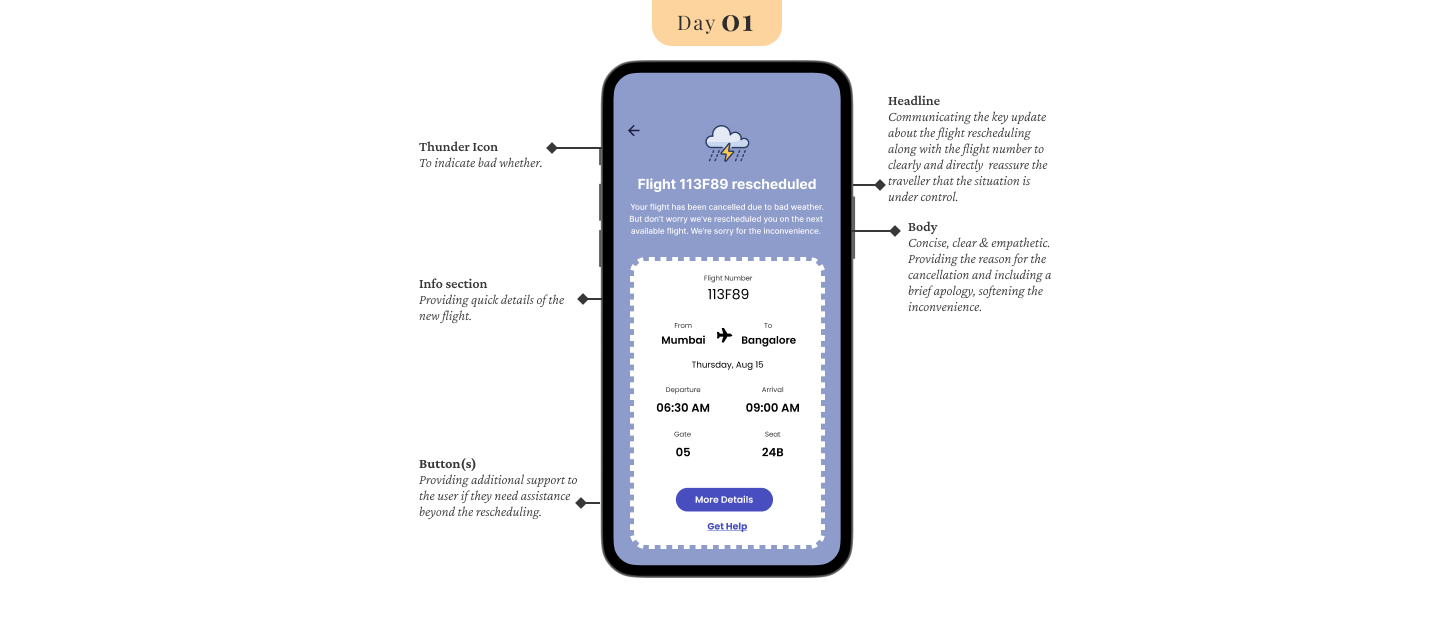 Day 01
Thunder Icon
To indicate bad whether.
Info section
Providing quick details of the
new flight.
Button(s)
Providing additional support to
the user if they need assistance
beyond the rescheduling.
Flight 113F89 rescheduled
Your flight has been cancelled due to bad weather.
But don't worry we've rescheduled you on the next
available flight. We're sorry for the inconvenience.
Flight Number
113F89
From To
Mumbai Bangalore
Thursday, Aug 15
Departure Arrival
06:30 AM 09:00 AM
Gate Seat
05 24B
More Details
Get Help
Headline
Communicating the key update
about the flight rescheduling
along with the flight number to
clearly and directly reassure the
traveller that the situation is
under control.
Body
Concise, clear & empathetic.
Providing the reason for the
cancellation and including a
brief apology, softening the
inconvenience.